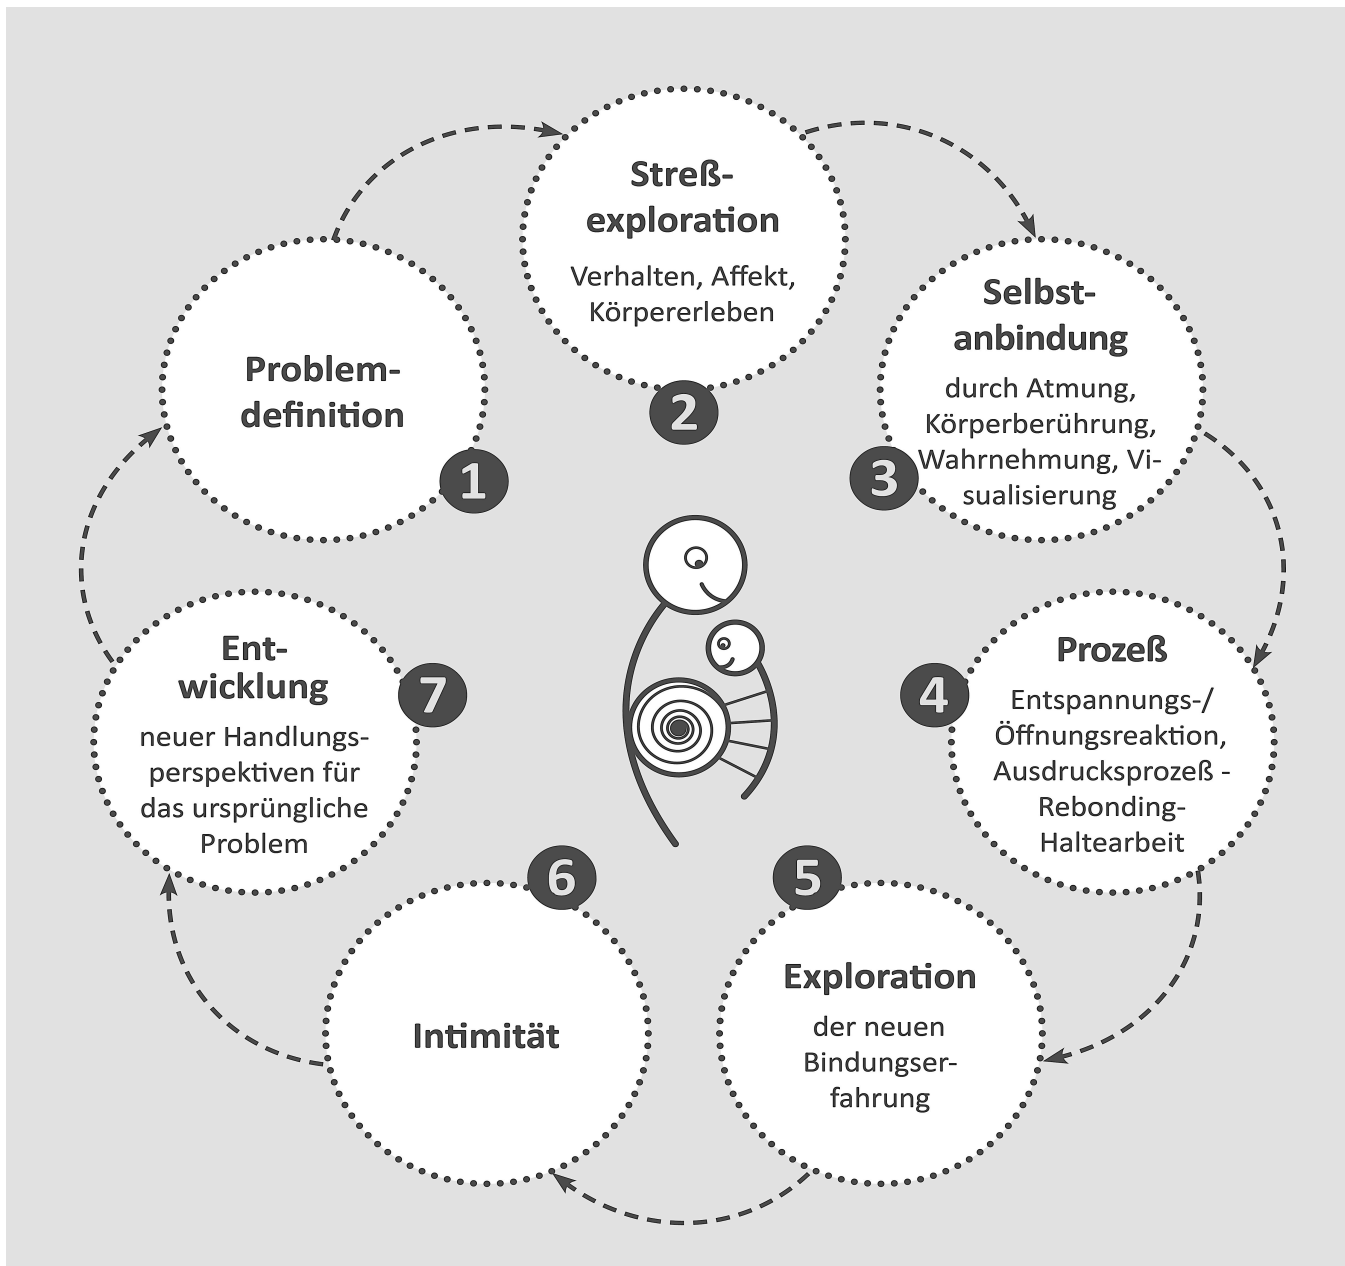 Problem-
definition
1
Streß-
exploration
Verhalten, Affekt,
Körpererleben
2
Selbst-
anbindung
durch Atmung,
Körperberührung,
Wahrnehmung, Vi-
sualisierung
3
Prozeß
Entspannungs-/
Öffnungsreaktion,
Ausdrucksprozeß -
Rebonding-
Haltearbeit
4
Exploration
der neuen
Bindungser-
fahrung
5
Intimität
6
Ent-
wicklung
neuer Handlungs-
perspektiven für
das ursprüngliche
Problem
7